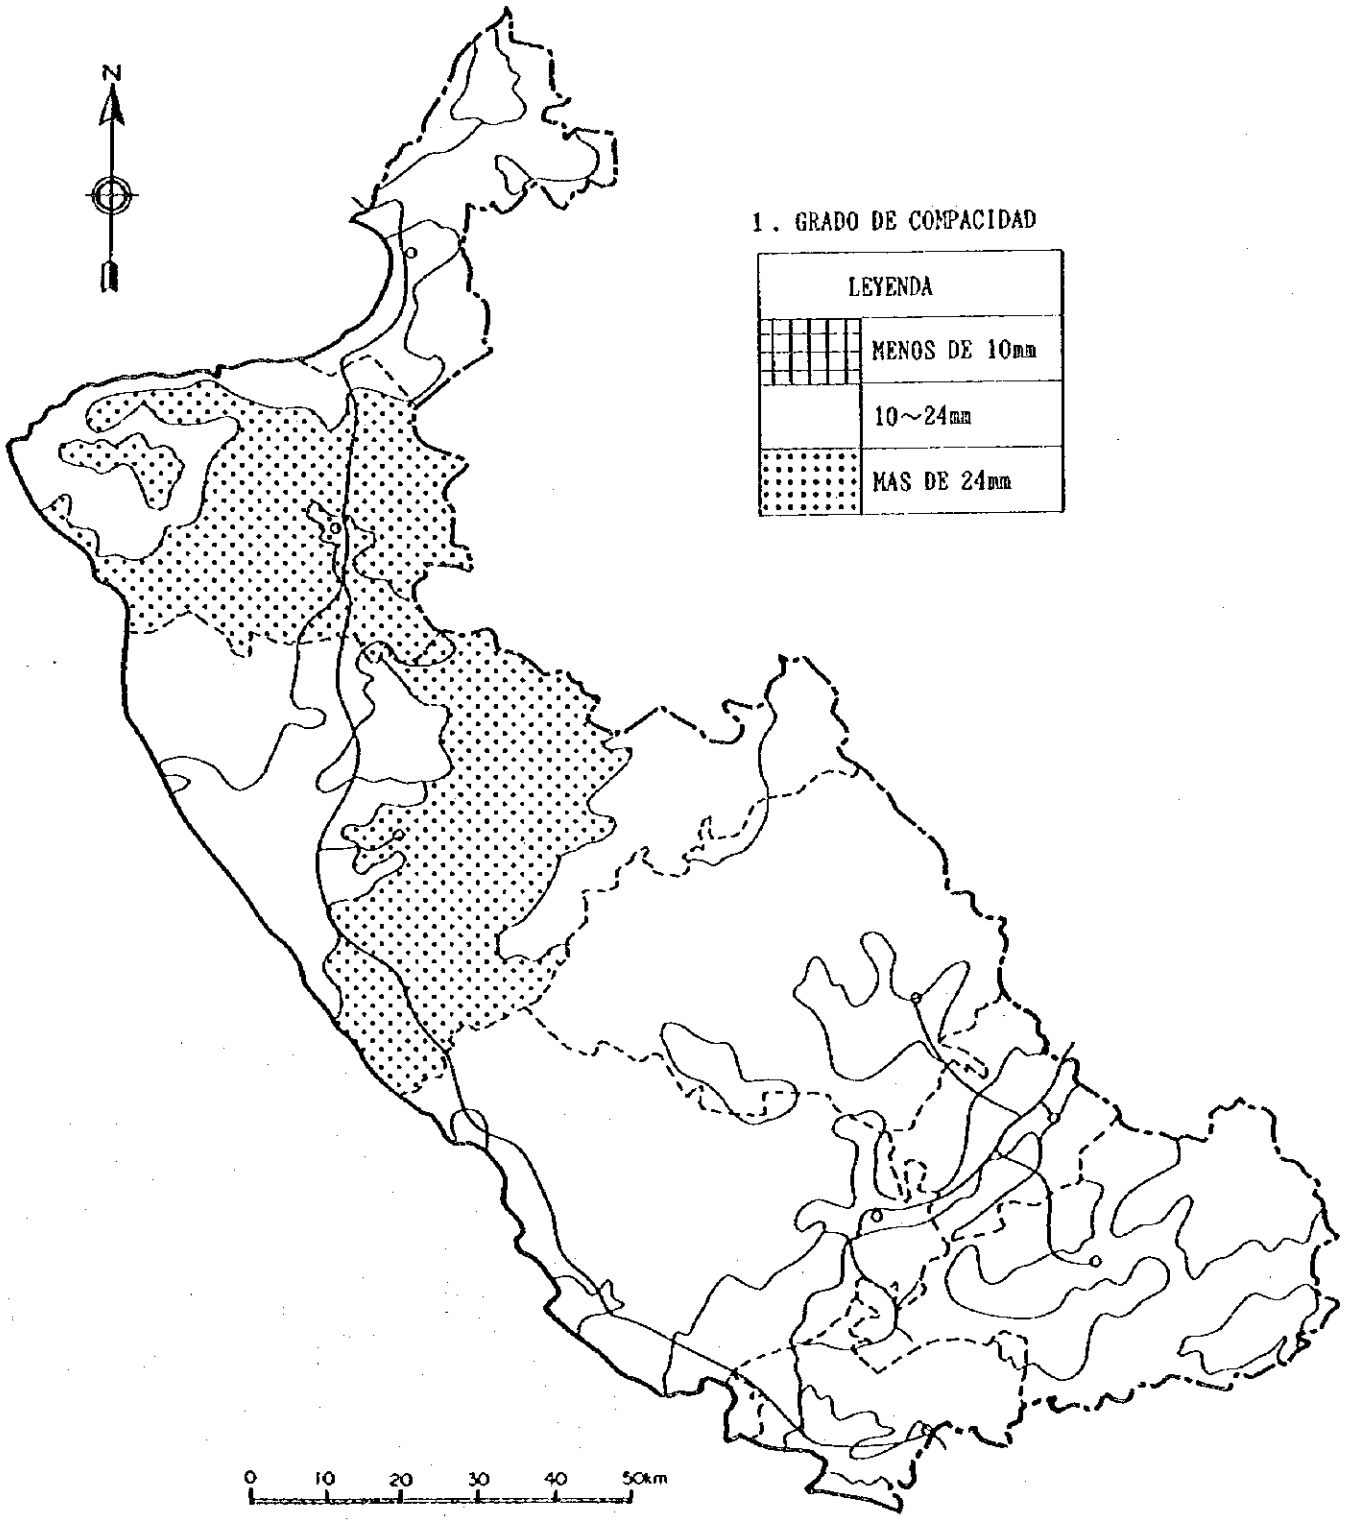 N
1. GRADO DE COMPACIDAD
LEYENDA
MENOS DE 10mm
10~24mm
MAS DE 24mm
0 10 20 30 40 50km